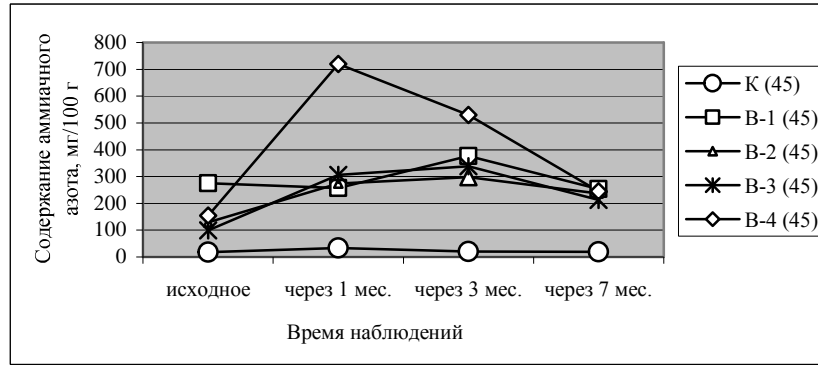 Содержание аммиачного
азота, мг/100 г
800
700
600
500
400
300
200
100
0
исходное через 1 мес. через 3 мес. через 7 мес.
Время наблюдений
К (45)
В-1 (45)
В-2 (45)
В-3 (45)
В-4 (45)